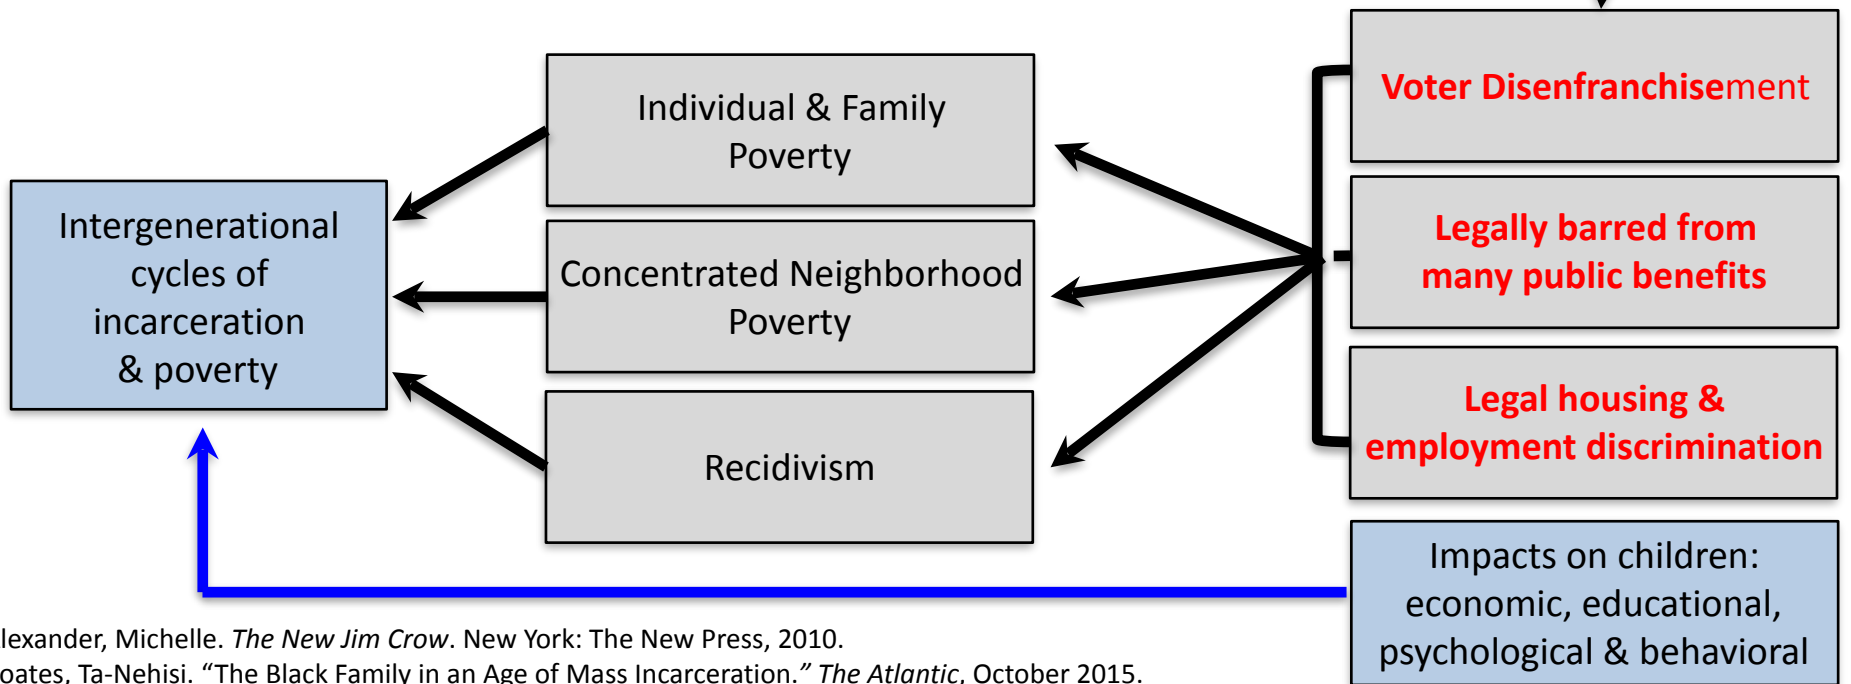 Voter Disenfranchisement
Individual & Family
Poverty
Intergenerational
cycles of
incarceration
& poverty
Legally barred from
many public benefits
Concentrated Neighborhood
Poverty
Legal housing &
employment discrimination
Recidivism
Impacts on children:
economic, educational,
psychological & behavioral
lexander, Michelle. The New Jim Crow. New York: The New Press, 2010.
oates, Ta-Nehisi. “The Black Family in an Age of Mass Incarceration.” The Atlantic, October 2015.